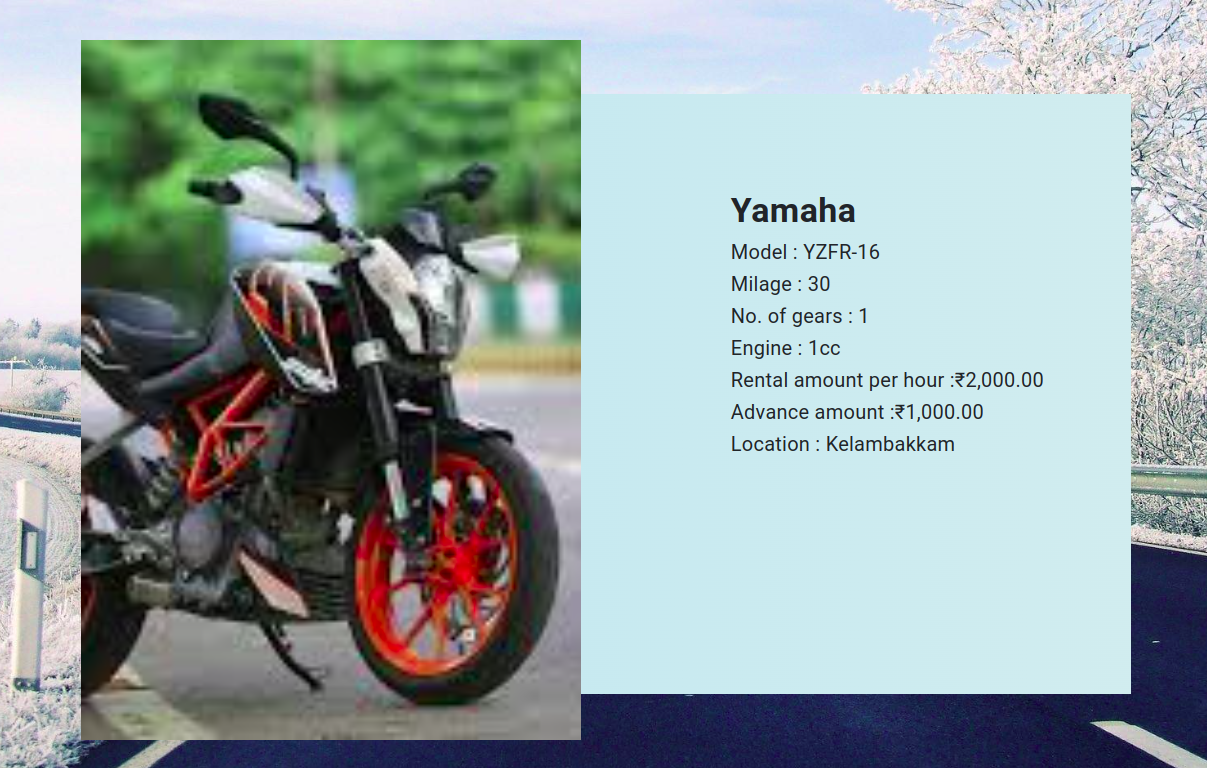 Yamaha
Model : YZFR-16
Milage : 30
No. of gears : 1
Engine : 1cc
Rental amount per hour :₹2,000.00
Advance amount :₹1,000.00
Location : Kelambakkam